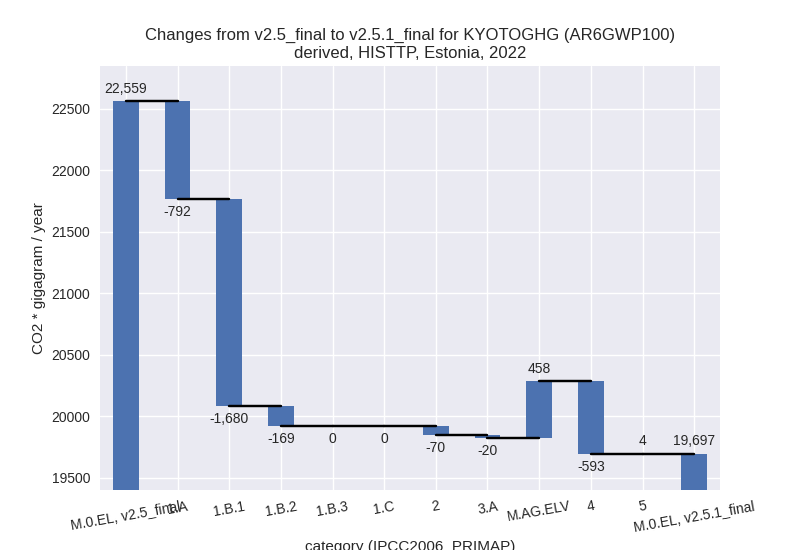 Changes from v2.5_final to v2.5.1_final for KYOTOGHG (AR6GWP100)
derived, HISTTP, Estonia, 2022
CO2 * gigagram / year
22500
22000
21500
21000
20500
20000
19500
22,559
-792
-1,680
-169
0
0
-70
-20
458
-593
4
19,697
M.0.EL, v2.5_final
1.A
1.B.1
1.B.2
1.B.3
1.C
2
3.A
M.AG.ELV
4
5
M.0.EL, v2.5.1_final
category (IPCC2006_PRIMAP)